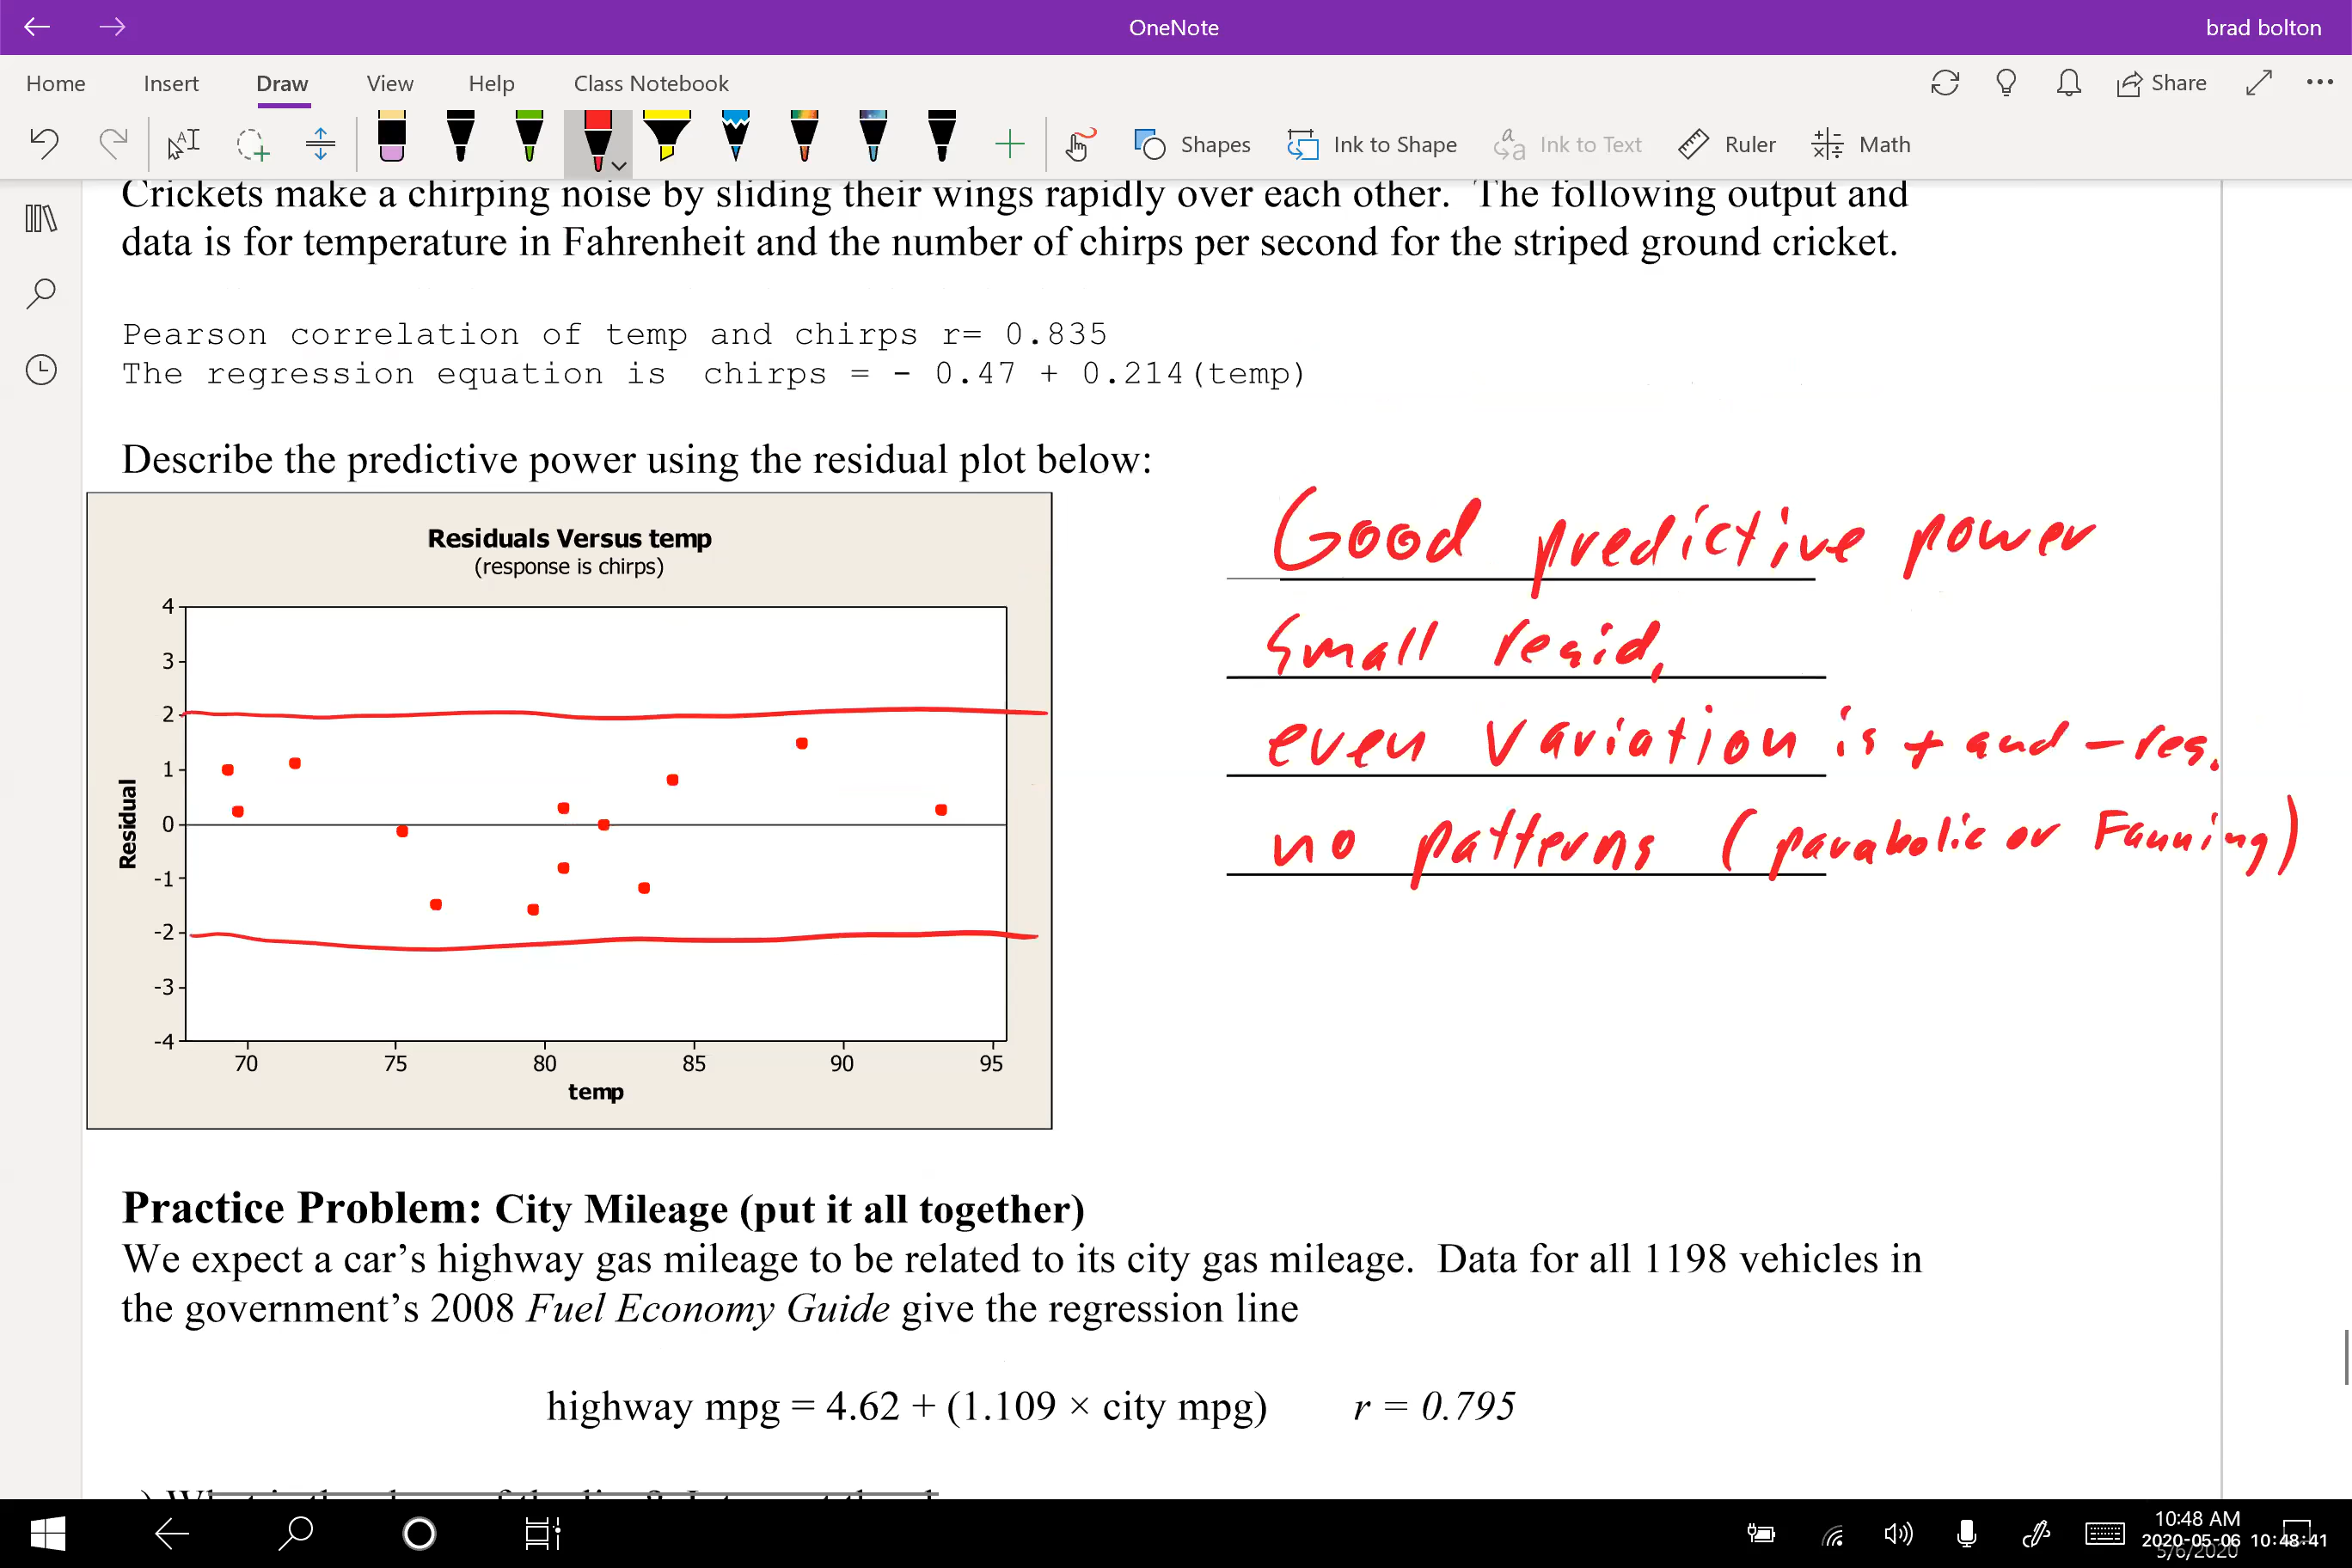 OneNote
brad bolton
Home Insert Draw View Help Class Notebook Share
Shapes Ink to Shape Ink to Text Ruler Math
Crickets make a chirping noise by sliding their wings rapidly over each other. The following output and
data is for temperature in Fahrenheit and the number of chirps per second for the striped ground cricket.
Pearson correlation of temp and chirps r= 0.835
The regression equation is chirps = - 0.47 + 0.214(temp)
Describe the predictive power using the residual plot below:
Residuals Versus temp
(response is chirps)
4
3
2
1
0
-1
-2
-3
-4
Residual
70 75 80 85 90 95
temp
Good predictive power
Small resid,
even variation is + and - res.
no patterns (parabolic or Fanning)
Practice Problem: City Mileage (put it all together)
We expect a car's highway gas mileage to be related to its city gas mileage. Data for all 1198 vehicles in
the government's 2008 Fuel Economy Guide give the regression line
highway mpg = 4.62 + (1.109 × city mpg) r = 0.795
10:48 AM
2020-05-06 10:48:41
5/6/2020